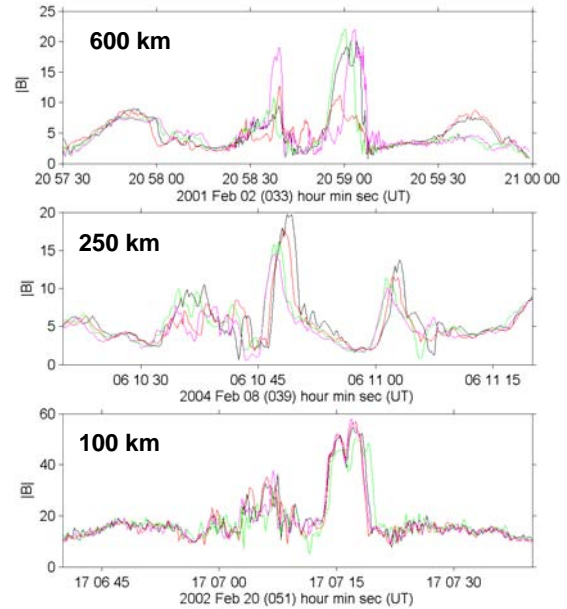 25
20
15
10
5
0
|B|
600 km
20 57 30 20 58 00 20 58 30 20 59 00 20 59 30 21 00 00
2001 Feb 02 (033) hour min sec (UT)
20
15
10
5
0
|B|
250 km
06 10 30 06 10 45 06 11 00 06 11 15
2004 Feb 08 (039) hour min sec (UT)
60
40
20
0
|B|
100 km
17 06 45 17 07 00 17 07 15 17 07 30
2002 Feb 20 (051) hour min sec (UT)